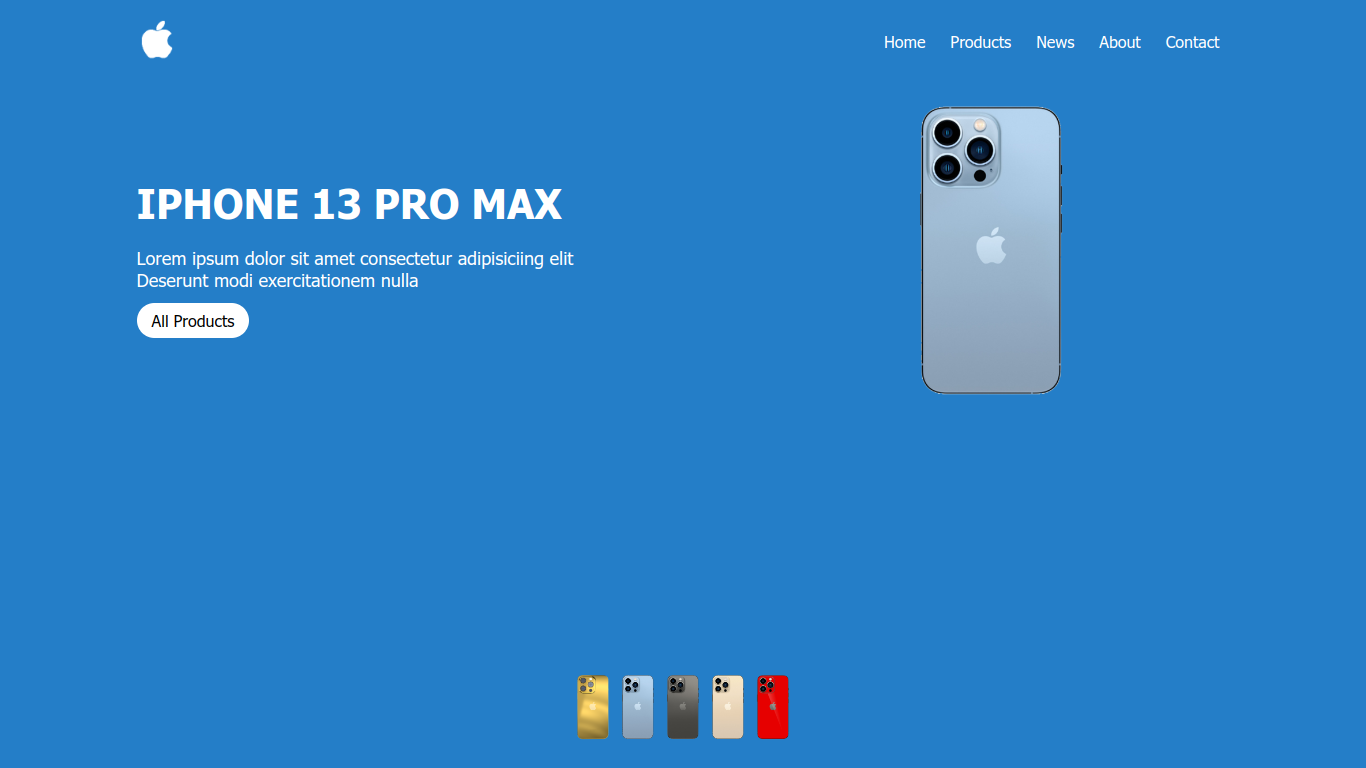 Home Products News About Contact
IPHONE 13 PRO MAX
Lorem ipsum dolor sit amet consectetur adipisiciing elit
Deserunt modi exercitationem nulla
All Products